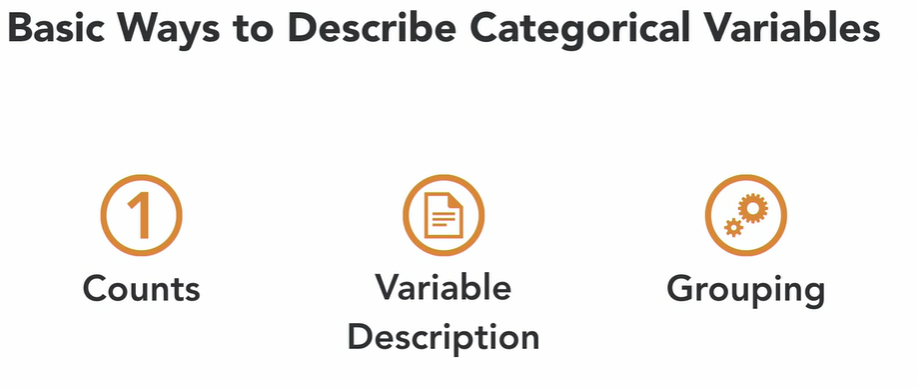 Basic Ways to Describe Categorical Variables
1
Counts
Variable
Description
Grouping